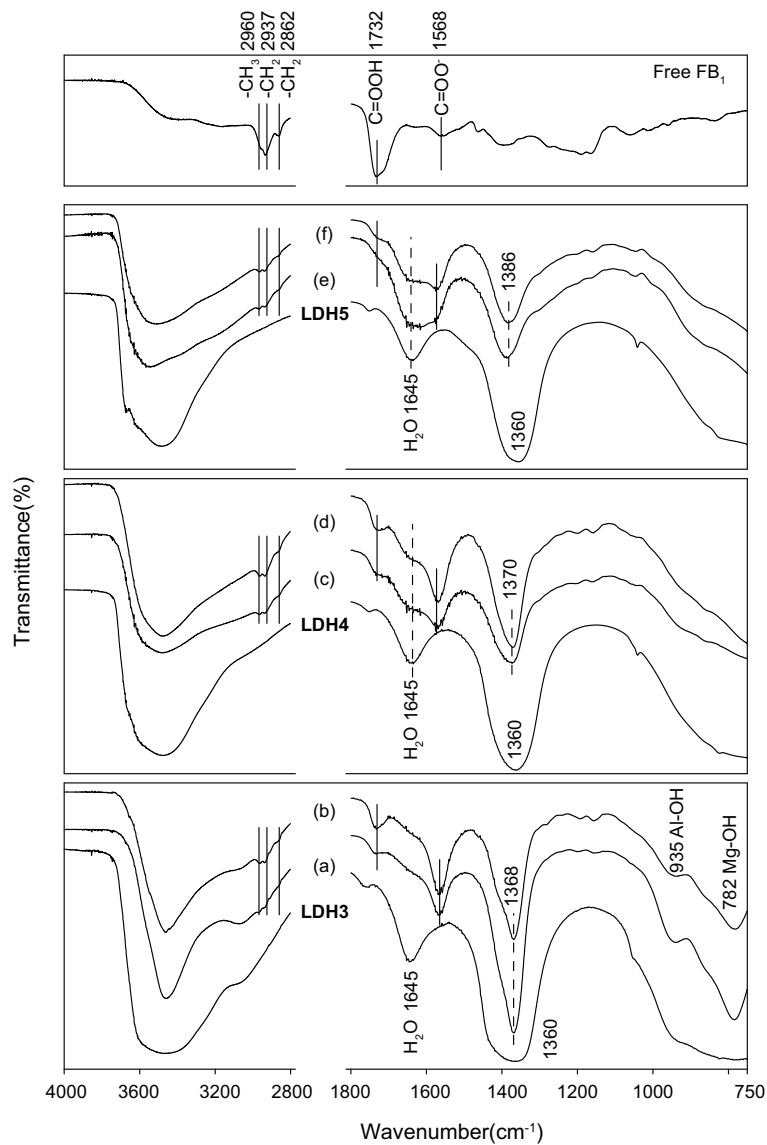 -CH₃ 2960
-CH₂ 2937
-CH₂ 2862
C=OOH 1732
C=OO⁻ 1568
Free FB₁
(f)
(e)
LDH5
H₂O 1645
1386
1360
(d)
(c)
LDH4
H₂O 1645
1370
1360
(b)
(a)
LDH3
H₂O 1645
1368
1360
935 Al-OH
782 Mg-OH
Transmittance(%)
4000 3600 3200 2800 1800 1600 1400 1200 1000 750
Wavenumber(cm⁻¹)